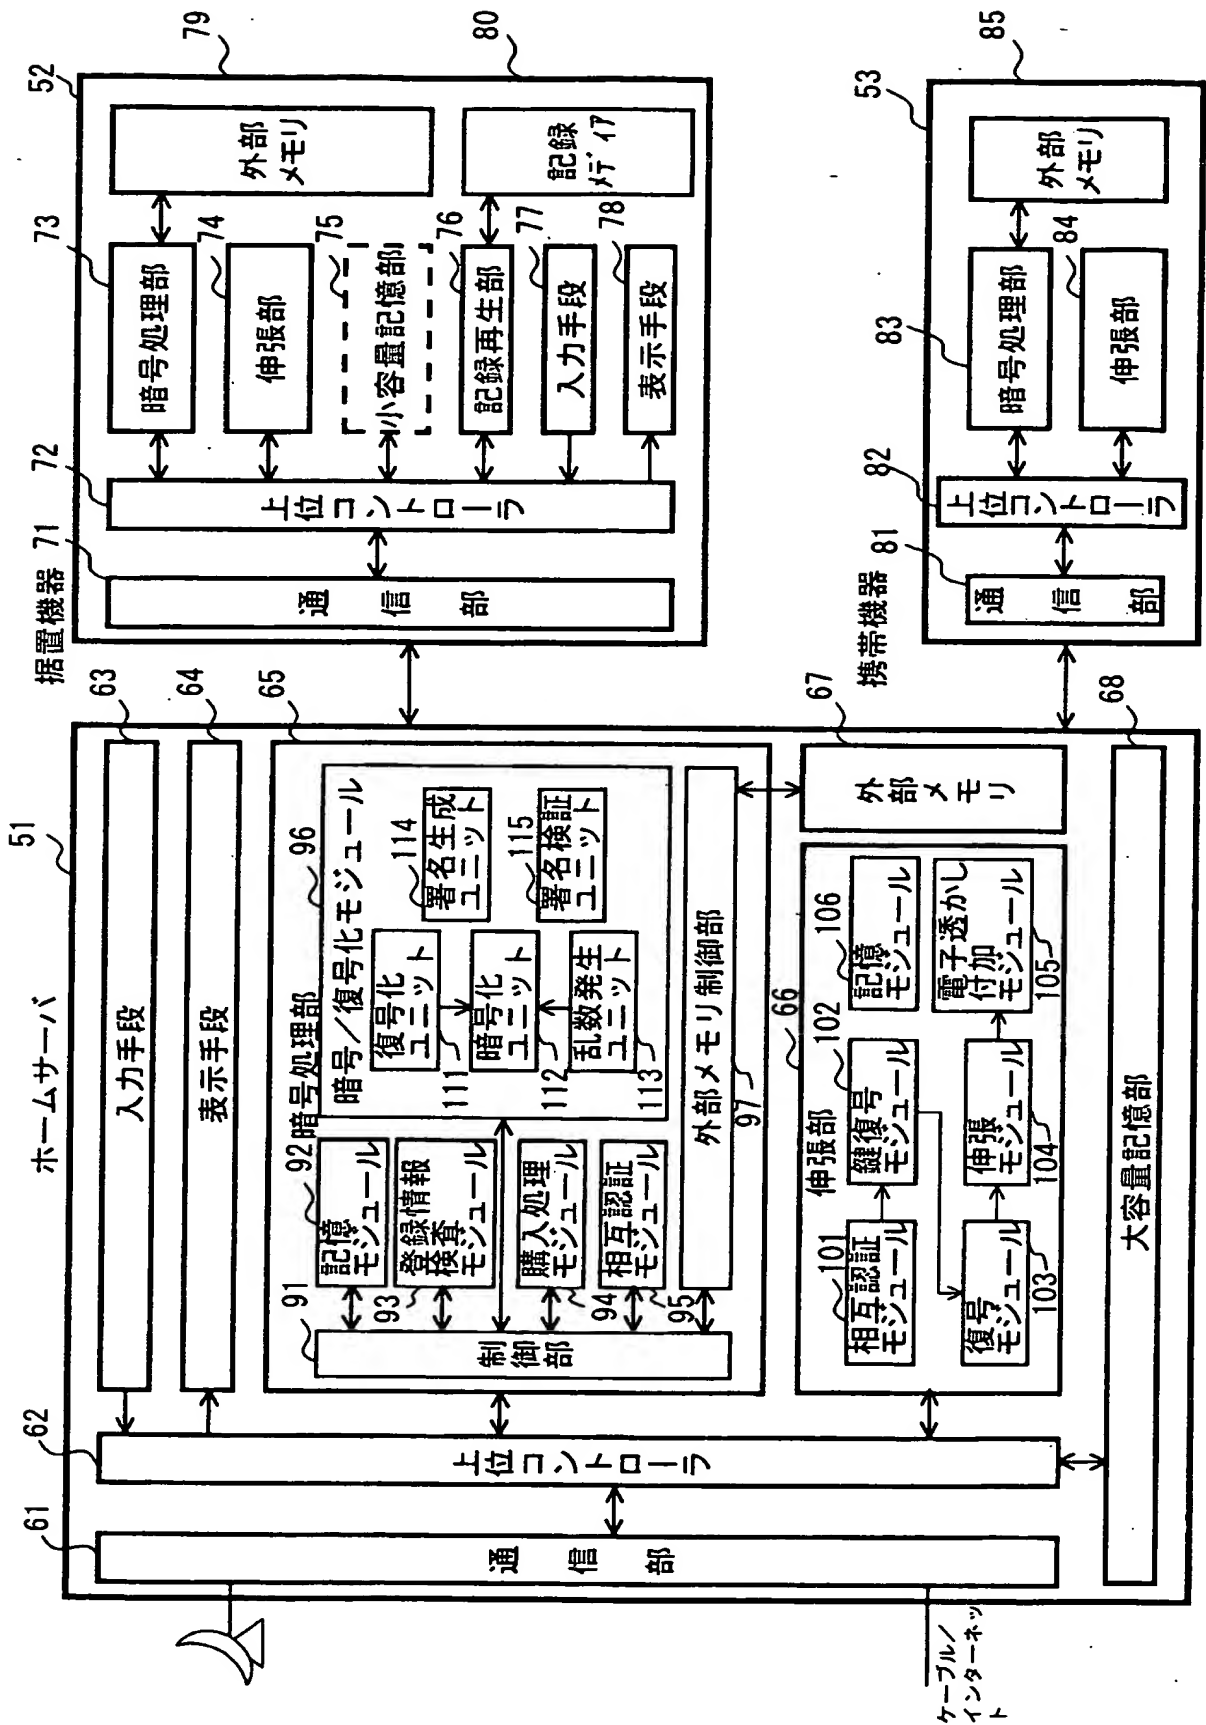 ホームサーバ
51
61
通信部
62
上位コントローラ
63
入力手段
64
表示手段
65
暗号処理部
91
制御部
92
記憶
モジュール
93
登録情報
検査
モジュール
94
購入処理
モジュール
95
相互認証
モジュール
96
暗号/復号化モジュール
111
復号化
ユニット
112
暗号化
ユニット
113
乱数発生
ユニット
114
署名生成
ユニット
115
署名検証
ユニット
97
外部メモリ制御部
66
伸張部
101
相互認証
モジュール
102
鍵復号
モジュール
103
復号
モジュール
104
伸張
モジュール
105
電子透かし
付加
モジュール
106
記憶
モジュール
67
外部
メモリ
68
大容量記憶部
ケーブル/
インターネッ
ト
据置機器
52
71
通信部
72
上位コントローラ
73
暗号処理部
74
伸張部
75
小容量記憶部
76
記録再生部
77
入力手段
78
表示手段
79
外部
メモリ
80
記録
メディア
携帯機器
53
81
通信部
82
上位コントローラ
83
暗号処理部
84
伸張部
85
外部
メモリ